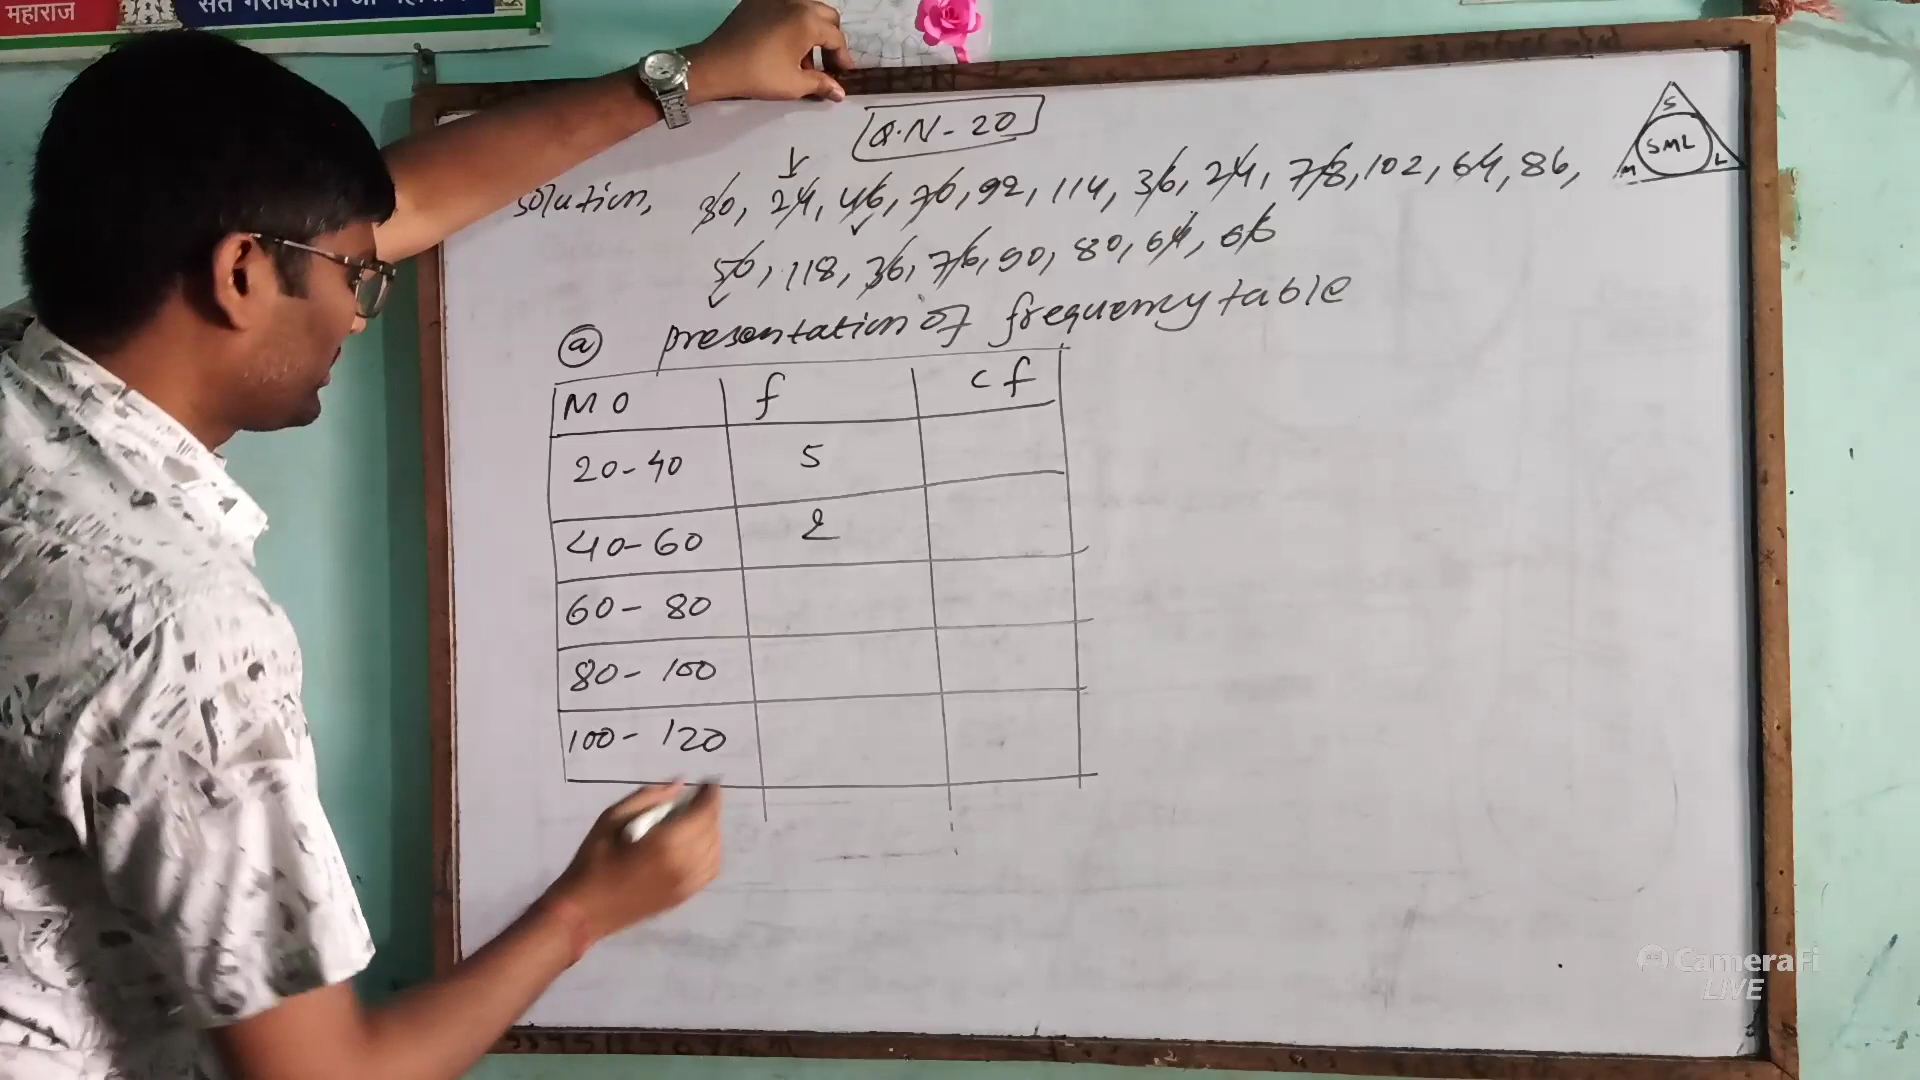 महाराज
संत गरीबदास जी
Q.N-20
S
SML
M L
solution, 30, 24, 46, 70, 92, 114, 36, 24, 78, 102, 64, 86,
50, 118, 36, 76, 90, 80, 64, 66
(a) presentation of frequency table
M O f cf
20-40 5
40-60 2
60-80
80-100
100-120
CameraFi
LIVE